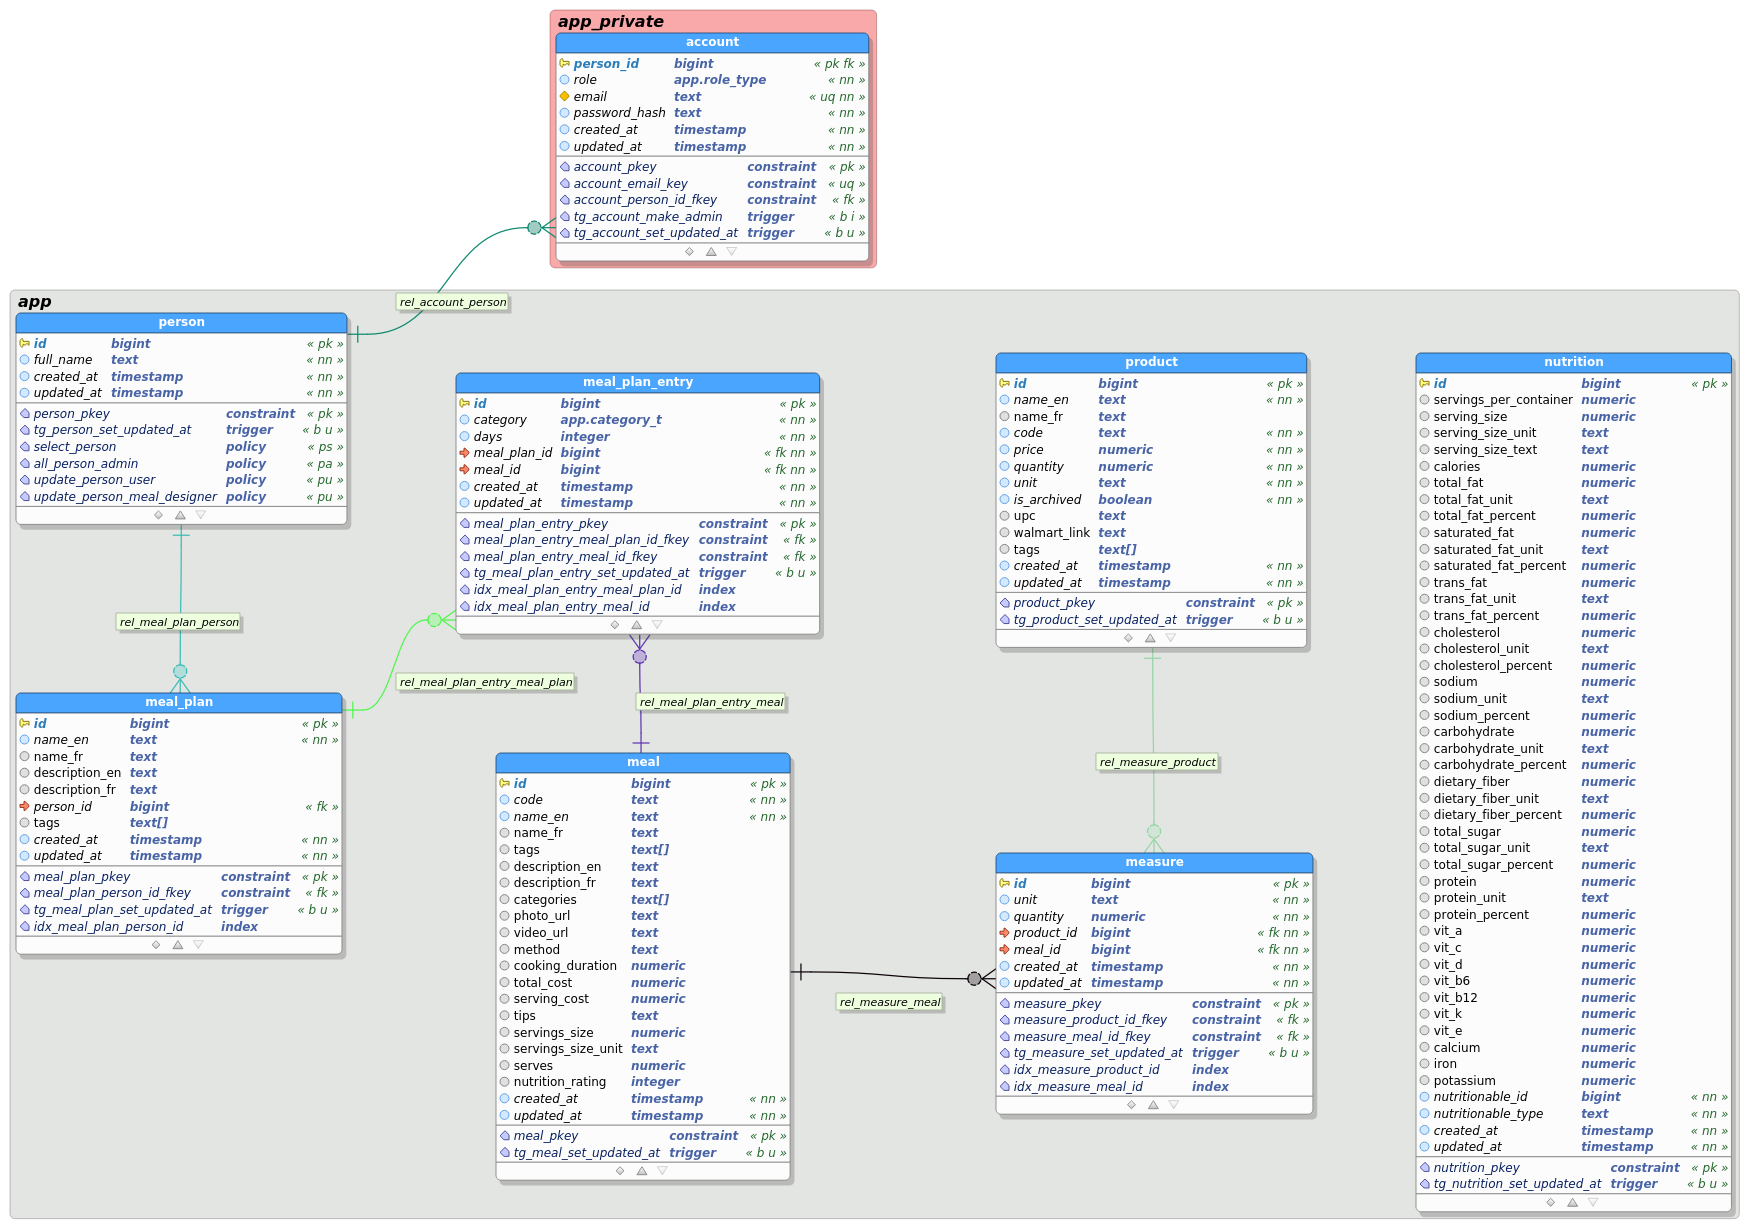 app_private
account
person_id bigint « pk fk »
role app.role_type « nn »
email text « uq nn »
password_hash text « nn »
created_at timestamp « nn »
updated_at timestamp « nn »
account_pkey constraint « pk »
account_email_key constraint « uq »
account_person_id_fkey constraint « fk »
tg_account_make_admin trigger « b i »
tg_account_set_updated_at trigger « b u »
rel_account_person
app
person
id bigint « pk »
full_name text « nn »
created_at timestamp « nn »
updated_at timestamp « nn »
person_pkey constraint « pk »
tg_person_set_updated_at trigger « b u »
select_person policy « ps »
all_person_admin policy « pa »
update_person_user policy « pu »
update_person_meal_designer policy « pu »
rel_meal_plan_person
meal_plan
id bigint « pk »
name_en text « nn »
name_fr text
description_en text
description_fr text
person_id bigint « fk »
tags text[]
created_at timestamp « nn »
updated_at timestamp « nn »
meal_plan_pkey constraint « pk »
meal_plan_person_id_fkey constraint « fk »
tg_meal_plan_set_updated_at trigger « b u »
idx_meal_plan_person_id index
meal_plan_entry
id bigint « pk »
category app.category_t « nn »
days integer « nn »
meal_plan_id bigint « fk nn »
meal_id bigint « fk nn »
created_at timestamp « nn »
updated_at timestamp « nn »
meal_plan_entry_pkey constraint « pk »
meal_plan_entry_meal_plan_id_fkey constraint « fk »
meal_plan_entry_meal_id_fkey constraint « fk »
tg_meal_plan_entry_set_updated_at trigger « b u »
idx_meal_plan_entry_meal_plan_id index
idx_meal_plan_entry_meal_id index
rel_meal_plan_entry_meal_plan
rel_meal_plan_entry_meal
meal
id bigint « pk »
code text « nn »
name_en text « nn »
name_fr text
tags text[]
description_en text
description_fr text
categories text[]
photo_url text
video_url text
method text
cooking_duration numeric
total_cost numeric
serving_cost numeric
tips text
servings_size numeric
servings_size_unit text
serves numeric
nutrition_rating integer
created_at timestamp « nn »
updated_at timestamp « nn »
meal_pkey constraint « pk »
tg_meal_set_updated_at trigger « b u »
rel_measure_meal
product
id bigint « pk »
name_en text « nn »
name_fr text
code text « nn »
price numeric « nn »
quantity numeric « nn »
unit text « nn »
is_archived boolean « nn »
upc text
walmart_link text
tags text[]
created_at timestamp « nn »
updated_at timestamp « nn »
product_pkey constraint « pk »
tg_product_set_updated_at trigger « b u »
rel_measure_product
measure
id bigint « pk »
unit text « nn »
quantity numeric « nn »
product_id bigint « fk nn »
meal_id bigint « fk nn »
created_at timestamp « nn »
updated_at timestamp « nn »
measure_pkey constraint « pk »
measure_product_id_fkey constraint « fk »
measure_meal_id_fkey constraint « fk »
tg_measure_set_updated_at trigger « b u »
idx_measure_product_id index
idx_measure_meal_id index
nutrition
id bigint « pk »
servings_per_container numeric
serving_size numeric
serving_size_unit text
serving_size_text text
calories numeric
total_fat numeric
total_fat_unit text
total_fat_percent numeric
saturated_fat numeric
saturated_fat_unit text
saturated_fat_percent numeric
trans_fat numeric
trans_fat_unit text
trans_fat_percent numeric
cholesterol numeric
cholesterol_unit text
cholesterol_percent numeric
sodium numeric
sodium_unit text
sodium_percent numeric
carbohydrate numeric
carbohydrate_unit text
carbohydrate_percent numeric
dietary_fiber numeric
dietary_fiber_unit text
dietary_fiber_percent numeric
total_sugar numeric
total_sugar_unit text
total_sugar_percent numeric
protein numeric
protein_unit text
protein_percent numeric
vit_a numeric
vit_c numeric
vit_d numeric
vit_b6 numeric
vit_b12 numeric
vit_k numeric
vit_e numeric
calcium numeric
iron numeric
potassium numeric
nutritionable_id bigint « nn »
nutritionable_type text « nn »
created_at timestamp « nn »
updated_at timestamp « nn »
nutrition_pkey constraint « pk »
tg_nutrition_set_updated_at trigger « b u »